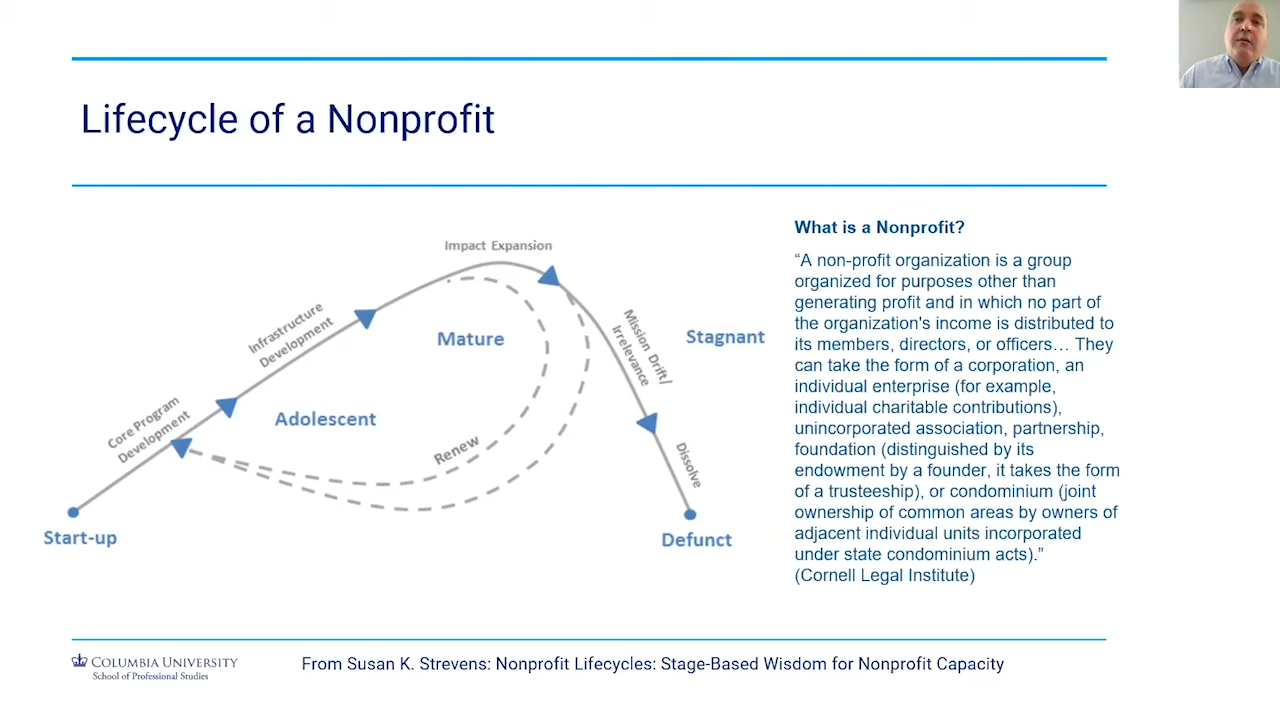 Lifecycle of a Nonprofit
Impact Expansion
Infrastructure
Development
Mission Drift/
Irrelevance
Stagnant
Mature
Core Program
Development
Adolescent
Renew
Dissolve
Start-up
Defunct
What is a Nonprofit?
“A non-profit organization is a group
organized for purposes other than
generating profit and in which no part of
the organization's income is distributed to
its members, directors, or officers… They
can take the form of a corporation, an
individual enterprise (for example,
individual charitable contributions),
unincorporated association, partnership,
foundation (distinguished by its
endowment by a founder, it takes the form
of a trusteeship), or condominium (joint
ownership of common areas by owners of
adjacent individual units incorporated
under state condominium acts).”
(Cornell Legal Institute)
COLUMBIA UNIVERSITY
School of Professional Studies
From Susan K. Strevens: Nonprofit Lifecycles: Stage-Based Wisdom for Nonprofit Capacity